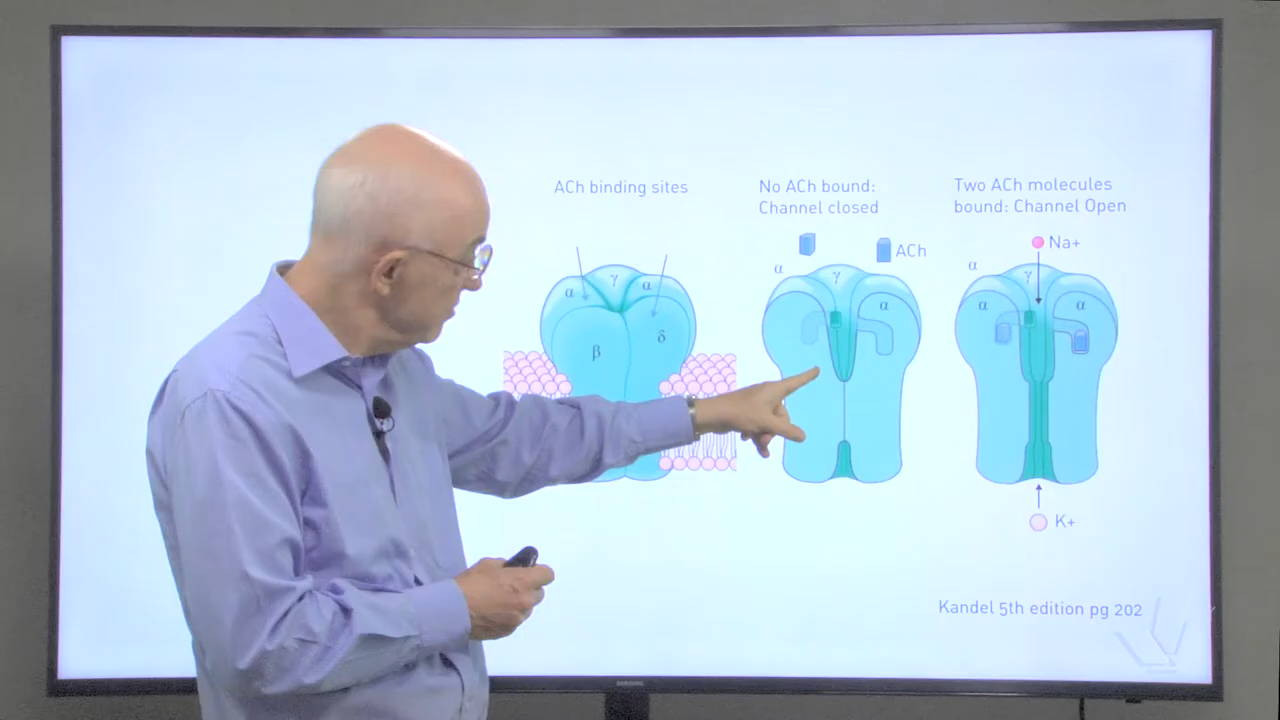 ACh binding sites
No ACh bound:
Channel closed
Two ACh molecules
bound: Channel Open
Na+
ACh
α
γ
α
β
δ
α
γ
α
α
γ
α
α
K+
Kandel 5th edition pg 202
SAMSUNG